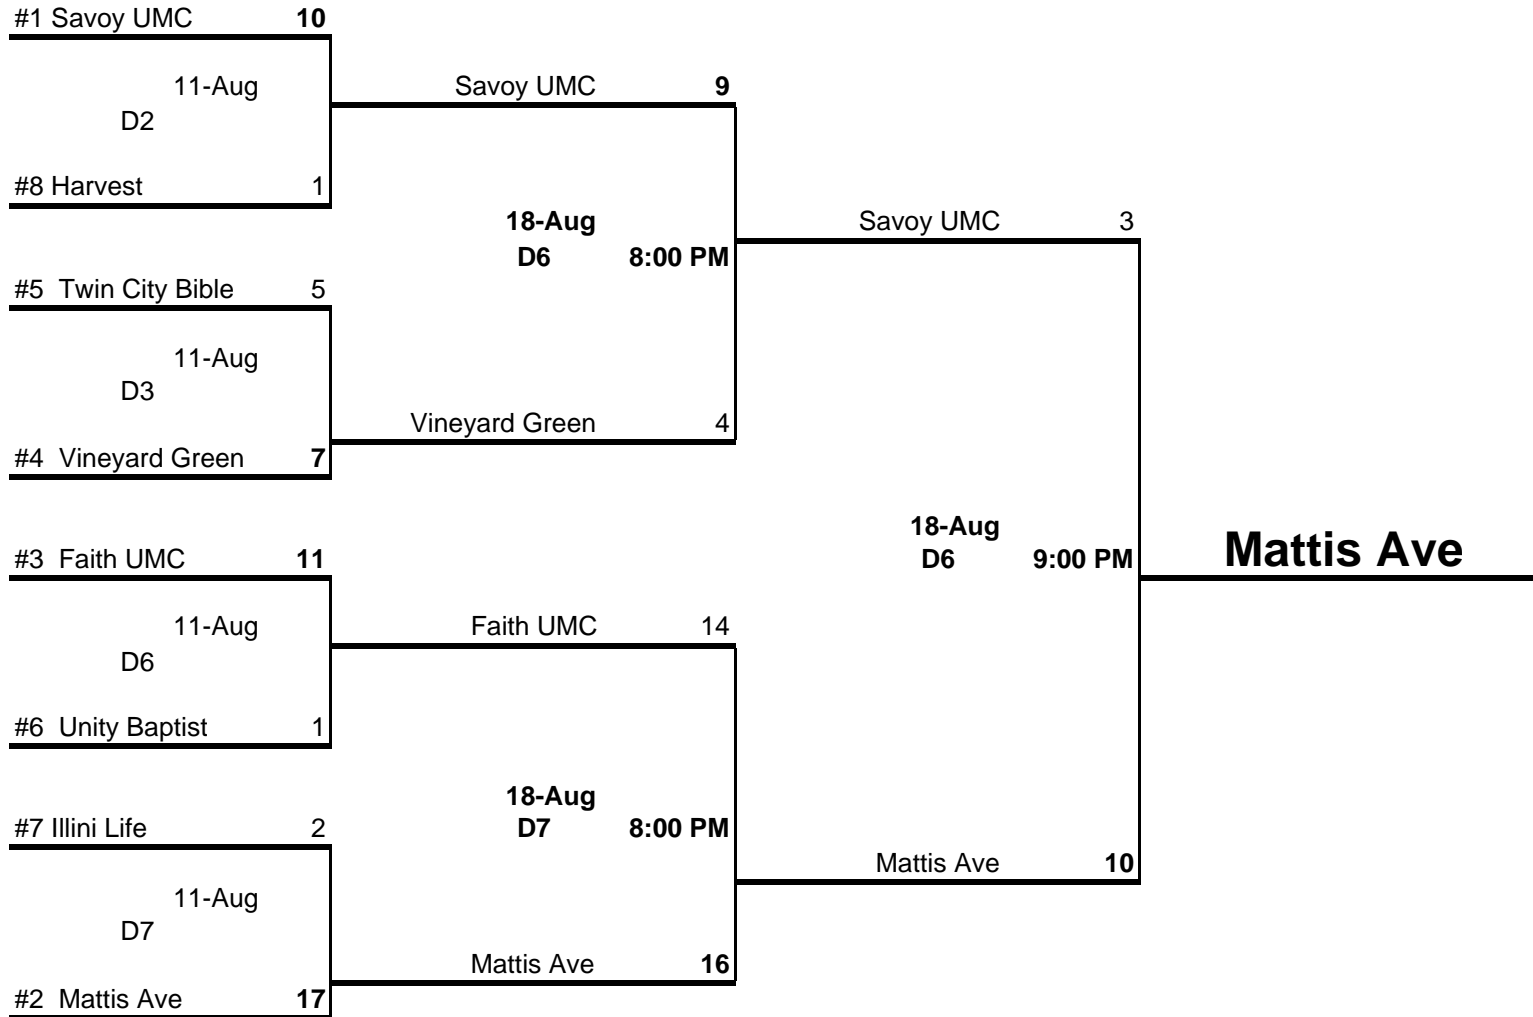 #1 Savoy UMC 10
11-Aug
D2
#8 Harvest 1
#5 Twin City Bible 5
11-Aug
D3
#4 Vineyard Green 7
#3 Faith UMC 11
11-Aug
D6
#6 Unity Baptist 1
#7 Illini Life 2
11-Aug
D7
#2 Mattis Ave 17
Savoy UMC 9
18-Aug
D6 8:00 PM
Vineyard Green 4
Faith UMC 14
18-Aug
D7 8:00 PM
Mattis Ave 16
Savoy UMC 3
18-Aug
D6 9:00 PM
Mattis Ave 10
Mattis Ave